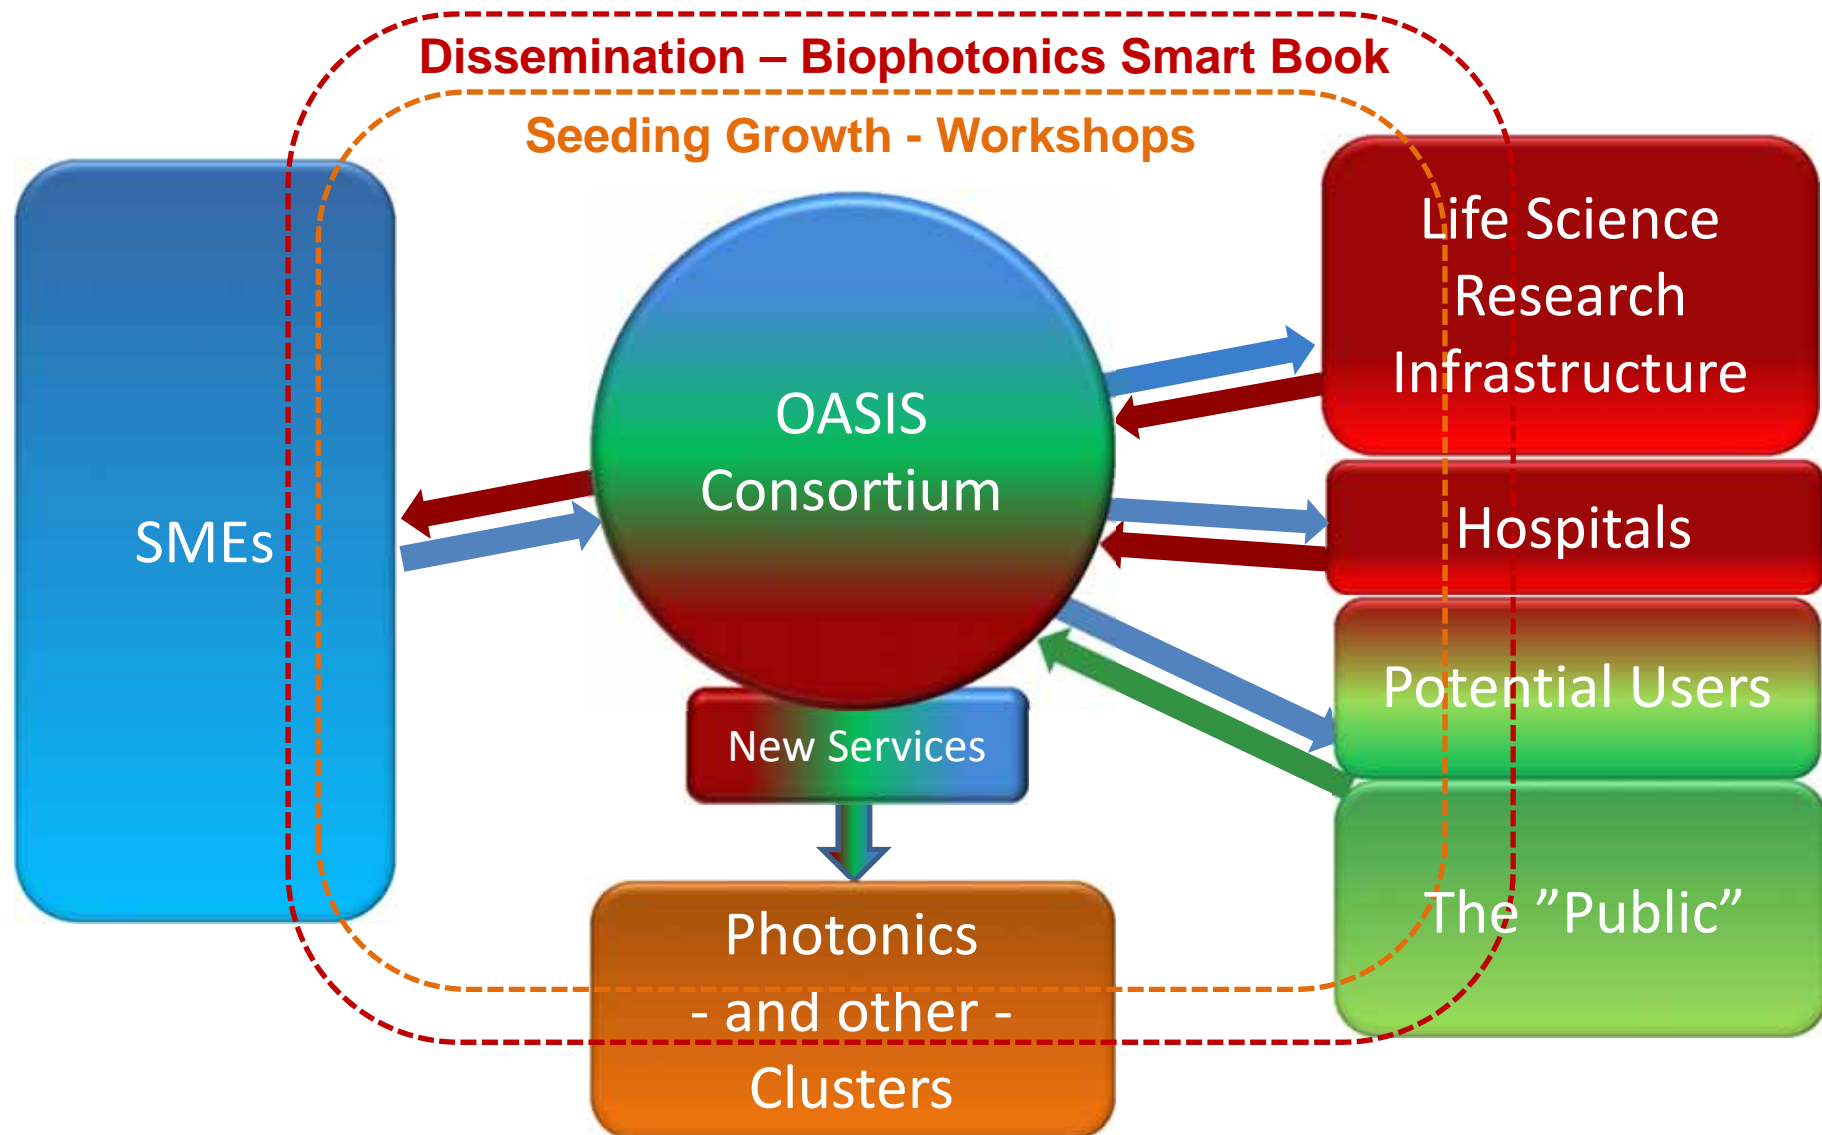 Dissemination – Biophotonics Smart Book
Seeding Growth - Workshops
SMEs
OASIS
Consortium
New Services
Photonics
- and other -
Clusters
Life Science
Research
Infrastructure
Hospitals
Potential Users
The ”Public”